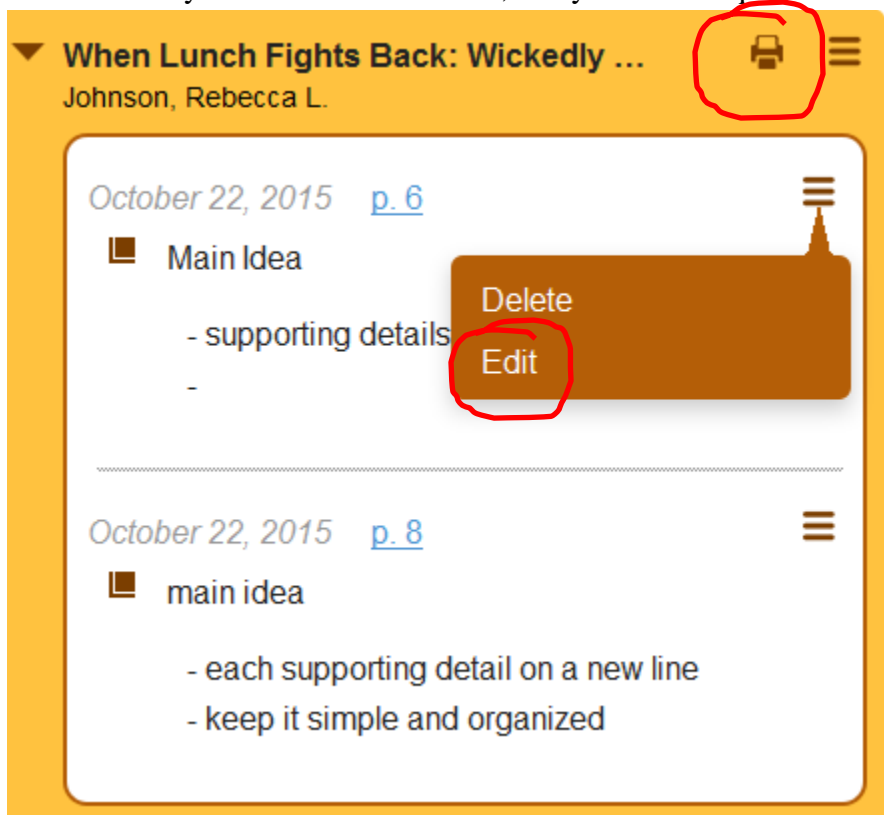 When Lunch Fights Back: Wickedly ...
Johnson, Rebecca L.
October 22, 2015 p. 6
Main Idea
Delete
- supporting details
Edit
-
October 22, 2015 p. 8
main idea
- each supporting detail on a new line
- keep it simple and organized